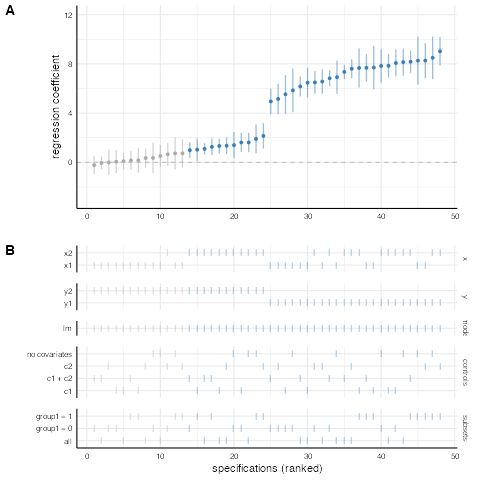 A
12
8
4
0
regression coefficient
0
10
20
30
40
50
B
x2
x1
x
y2
y1
y
lm
no covariates
c2
c1 + c2
c1
controls
group1 = 1
group1 = 0
all
subsets
0
10
20
30
40
50
specifications (ranked)